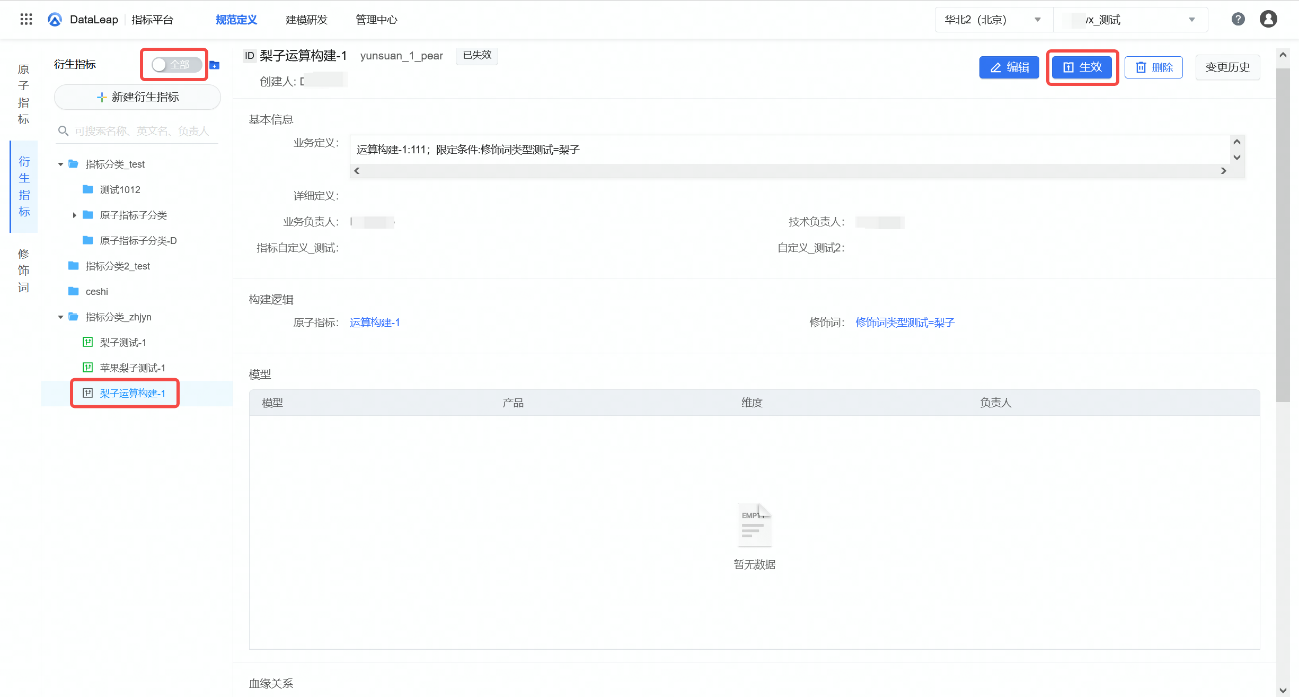 DataLeap 指标平台 规范定义 建模研发 管理中心 华北2（北京） /x_测试
原子指标
衍生指标
修饰词
衍生指标 全部
新建衍生指标
可搜索名称、英文名、负责人
指标分类_test
测试1012
原子指标子分类
原子指标子分类-D
指标分类2_test
ceshi
指标分类_zhjyn
梨子测试-1
苹果梨子测试-1
梨子运算构建-1
ID 梨子运算构建-1 yunsuan_1_pear 已失效
创建人:
编辑 生效 删除 变更历史
基本信息
业务定义: 运算构建-1:111；限定条件:修饰词类型测试=梨子
详细定义:
业务负责人: 技术负责人:
指标自定义_测试: 自定义_测试2:
构建逻辑
原子指标: 运算构建-1 修饰词: 修饰词类型测试=梨子
模型
模型 产品 维度 负责人
EMPTY
暂无数据
血缘关系